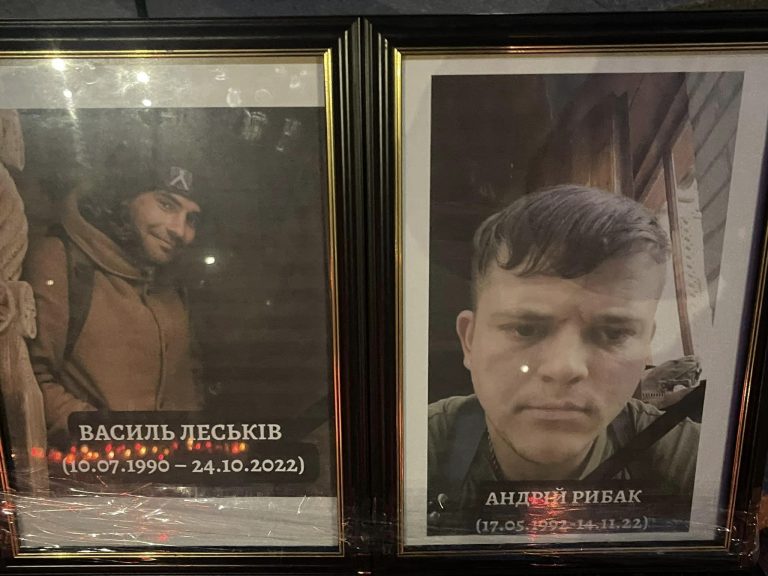 ВАСИЛЬ ЛЕСЬКІВ
(10.07.1990 – 24.10.2022)
АНДРІЙ РИБАК
(17.05.1992-14.11.22)